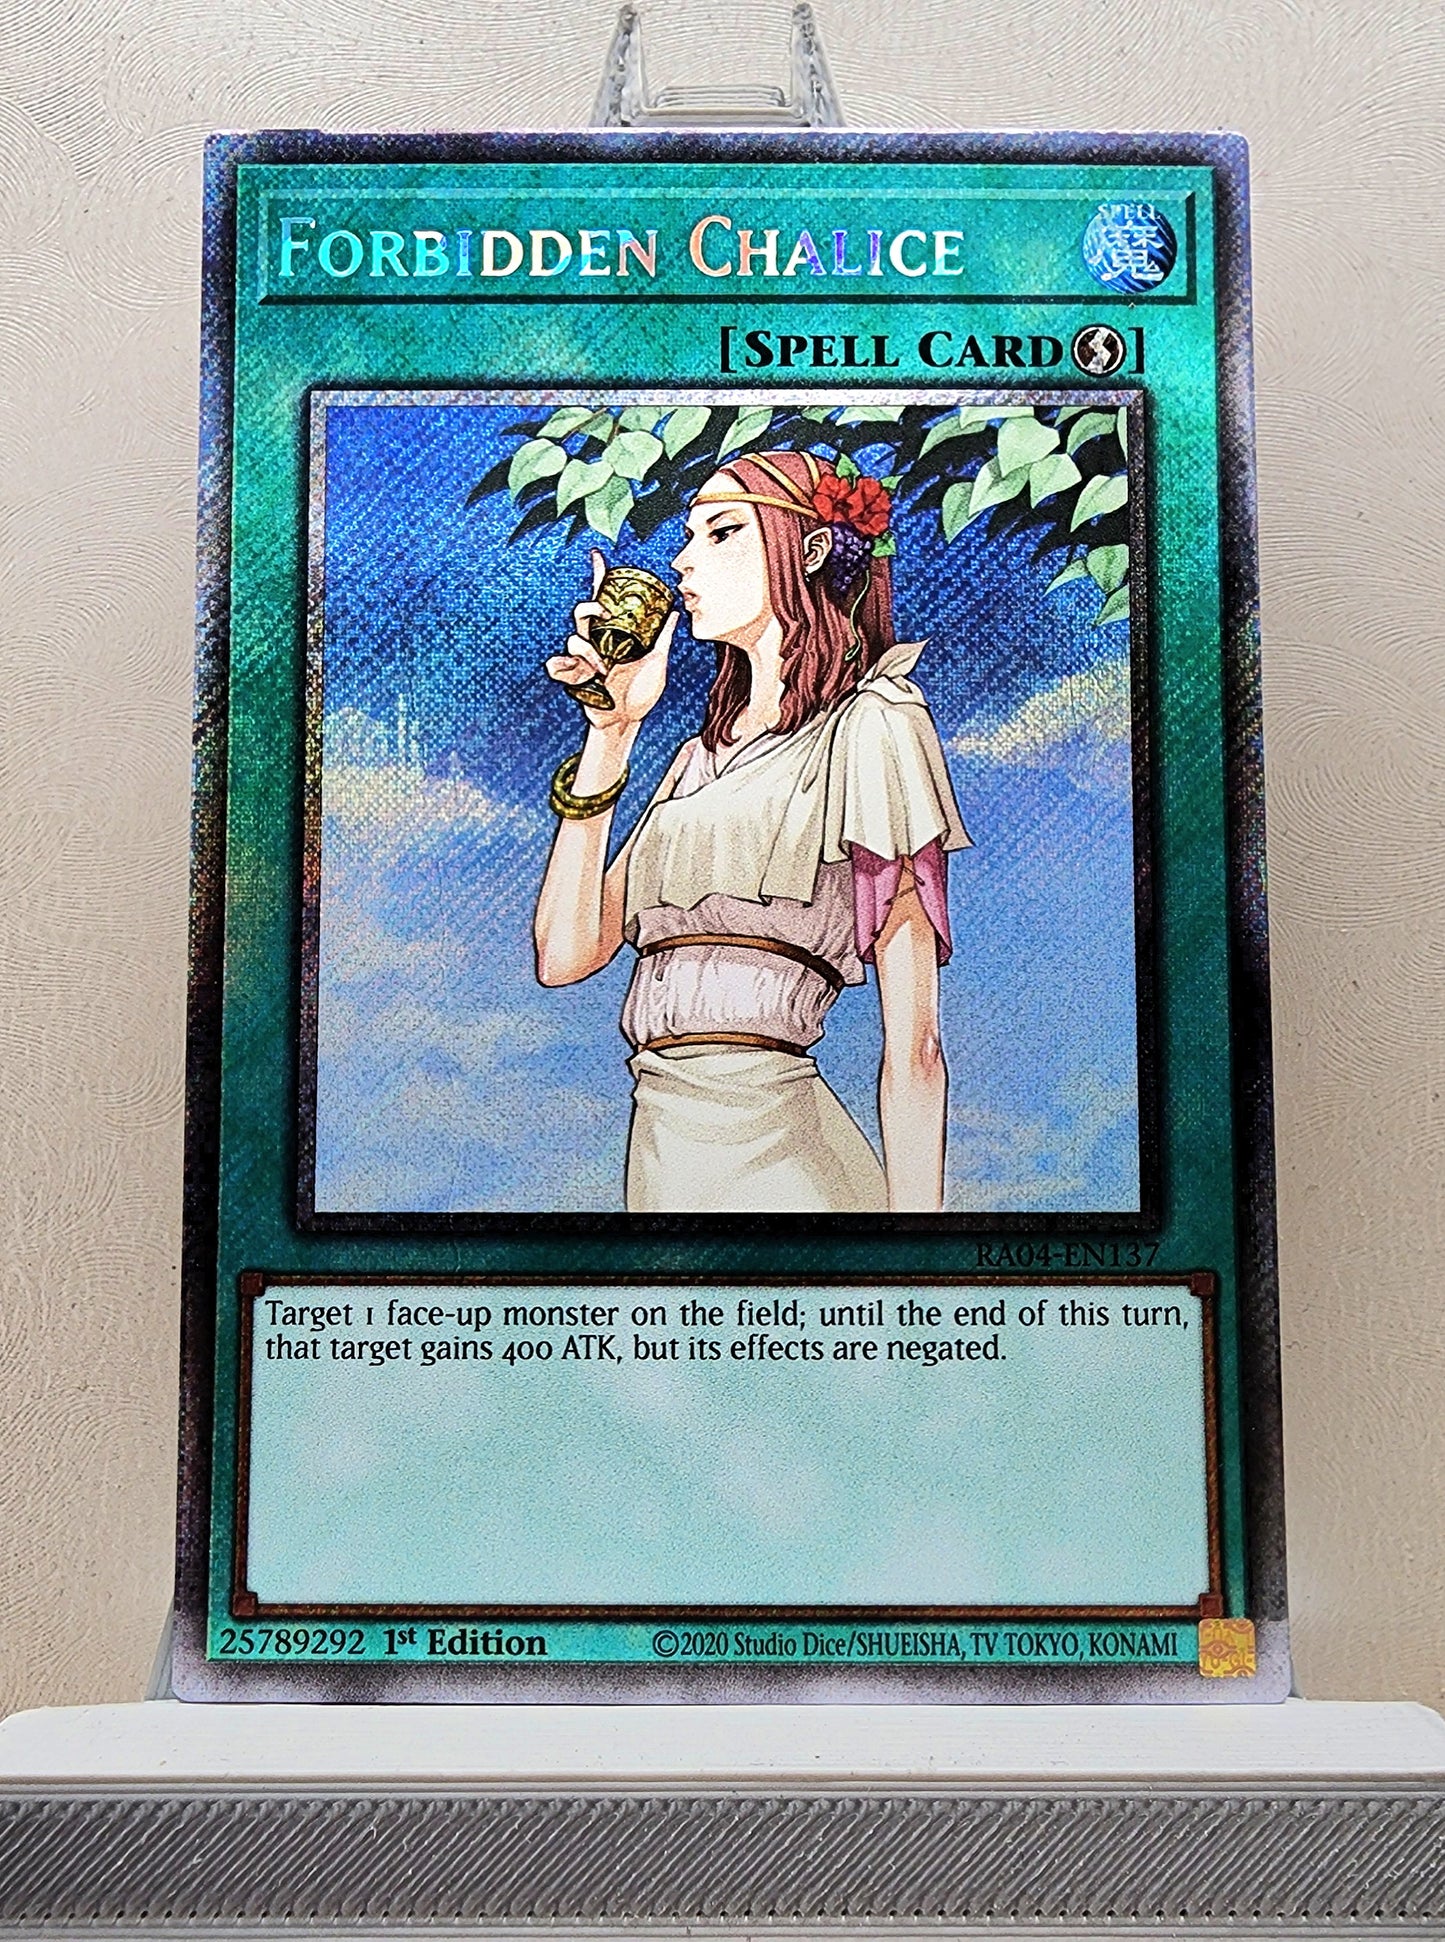 FORBIDDEN CHALICE
SPELL
魔
[SPELL CARD]
RA04-EN137
Target 1 face-up monster on the field; until the end of this turn,
that target gains 400 ATK, but its effects are negated.
25789292 1st Edition ©2020 Studio Dice/SHUEISHA, TV TOKYO, KONAMI